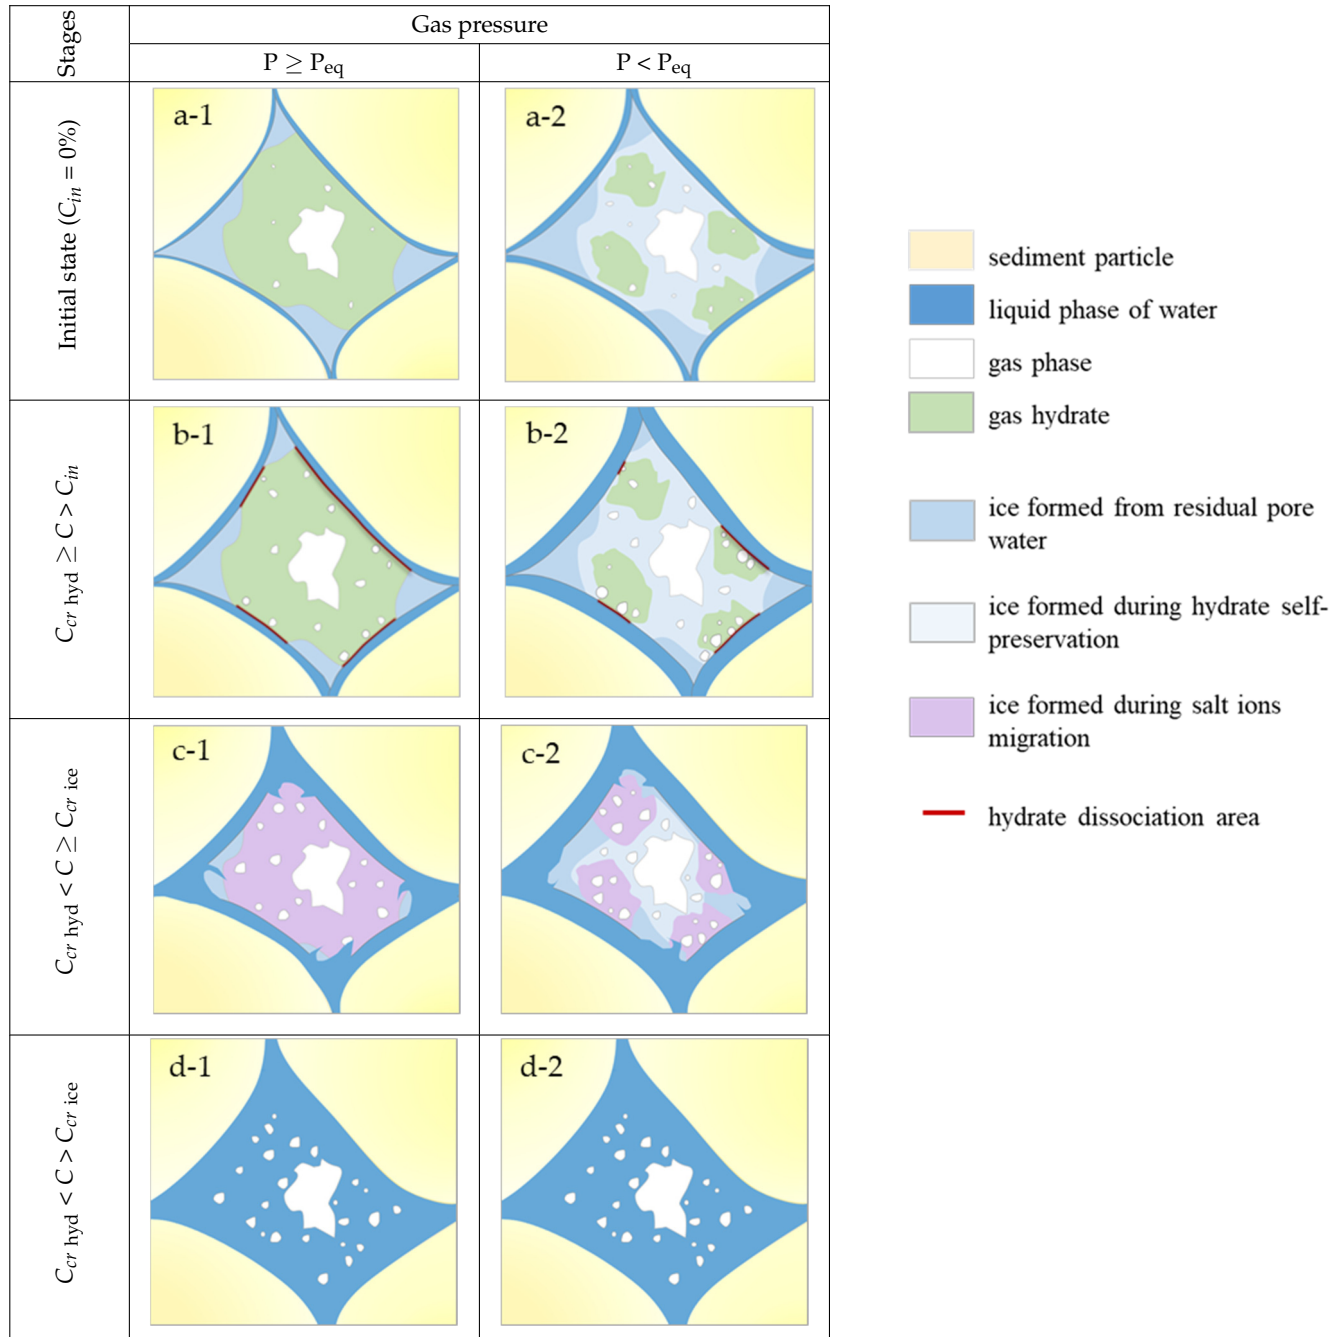 Stages
Gas pressure
P ≥ Peq
P < Peq
Initial state (Cin = 0%)
a-1
a-2
Ccr hyd ≥ C > Cin
b-1
b-2
Ccr hyd < C ≥ Ccr ice
c-1
c-2
Ccr hyd < C > Ccr ice
d-1
d-2
sediment particle
liquid phase of water
gas phase
gas hydrate
ice formed from residual pore
water
ice formed during hydrate self-
preservation
ice formed during salt ions
migration
hydrate dissociation area